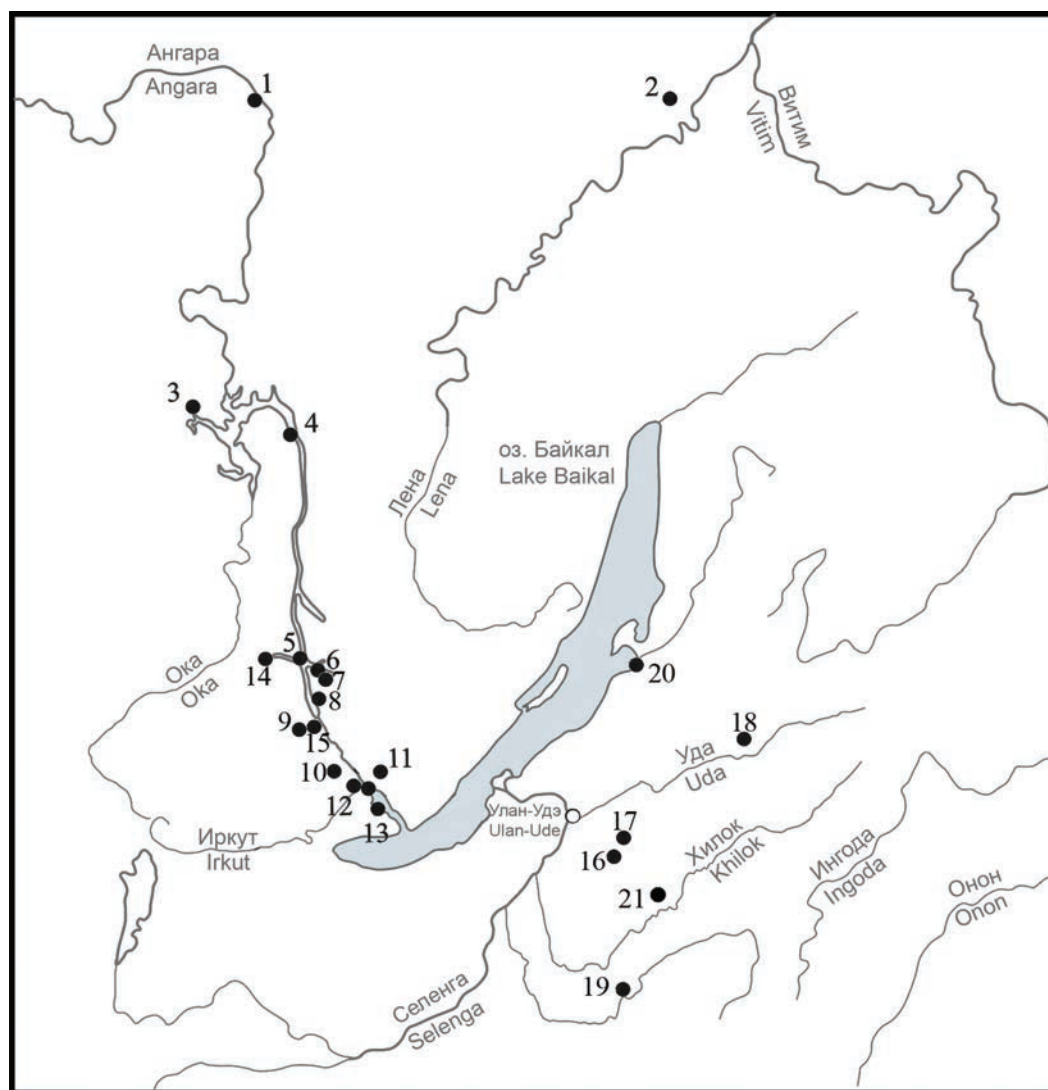 Ангара
Angara
1
2
Витим
Vitim
3
4
Лена
Lena
оз. Байкал
Lake Baikal
Ока
Oka
5
6
7
14
8
9
15
10
11
12
13
Иркут
Irkut
20
18
Уда
Uda
Улан-Удэ
Ulan-Ude
17
16
21
Хилок
Khilok
Ингода
Ingoda
Онон
Onon
19
Селенга
Selenga